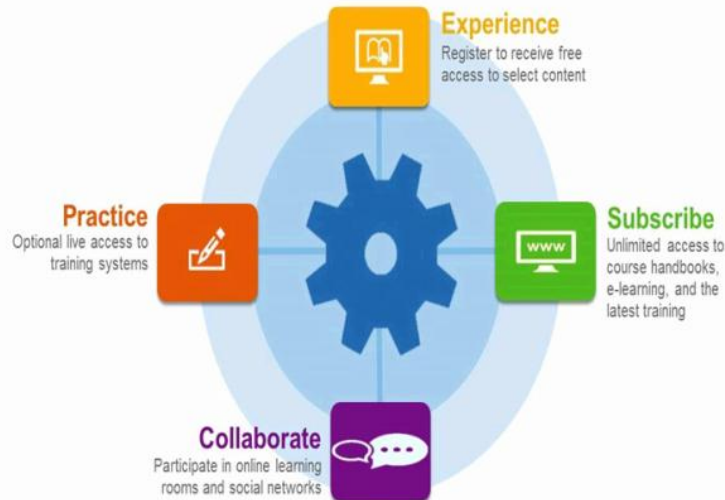 Experience
Register to receive free
access to select content
Practice
Optional live access to
training systems
www
Subscribe
Unlimited access to
course handbooks,
e-learning, and the
latest training
Collaborate
Participate in online learning
rooms and social networks